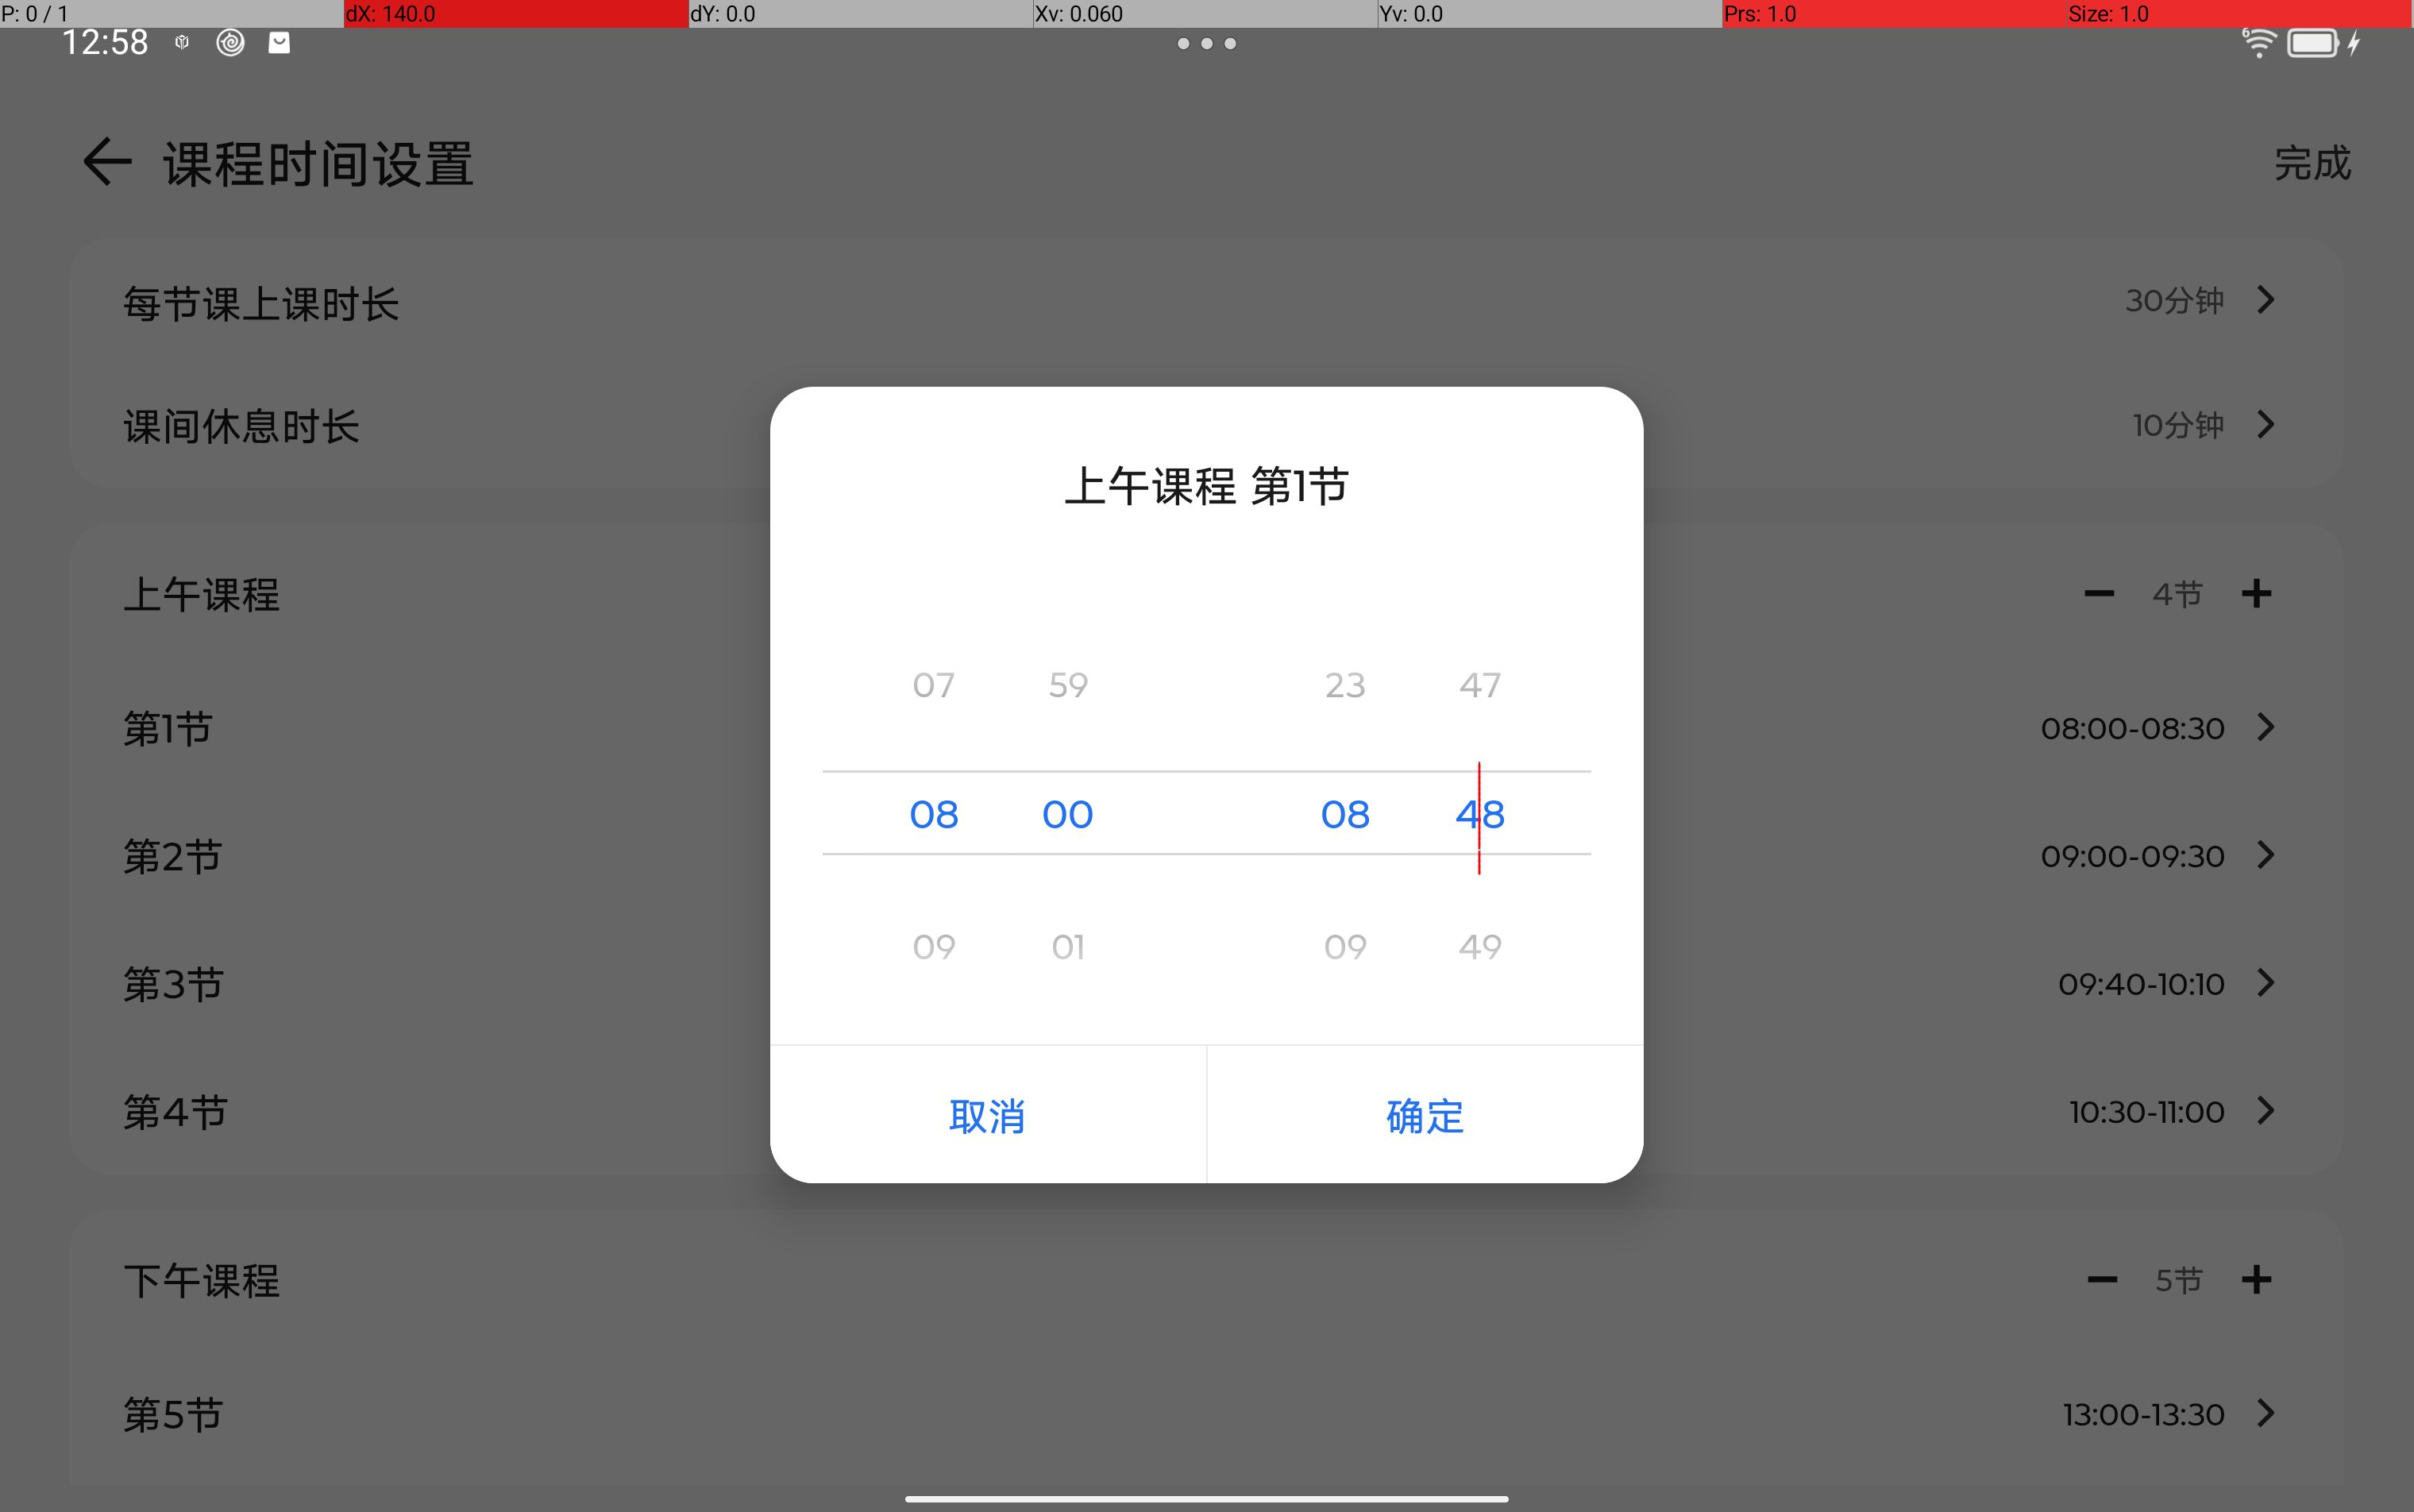 P: 0 / 1 dX: 140.0 dY: 0.0 Xv: 0.060 Yv: 0.0 Prs: 1.0 Size: 1.0
12:58 6
课程时间设置 完成
每节课上课时长 30分钟
课间休息时长 10分钟
上午课程 第1节
上午课程 4节
07 59 23 47
第1节 08:00-08:30
08 00 08 48
第2节 09:00-09:30
09 01 09 49
第3节 09:40-10:10
第4节 10:30-11:00
取消 确定
下午课程 5节
第5节 13:00-13:30